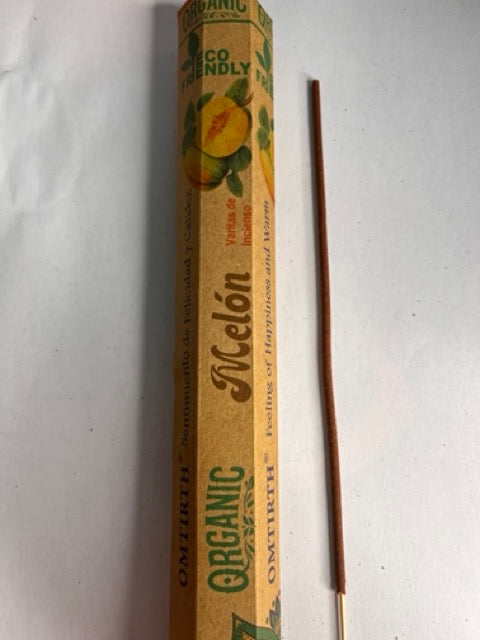 ORGANIC
ECO
FRIENDLY
Varitas de
Incienso
Melón
ORGANIC
OMTIRTH® Sentimiento de Felicidad y Calidez
OMTIRTH® Feeling of Happiness and Warm